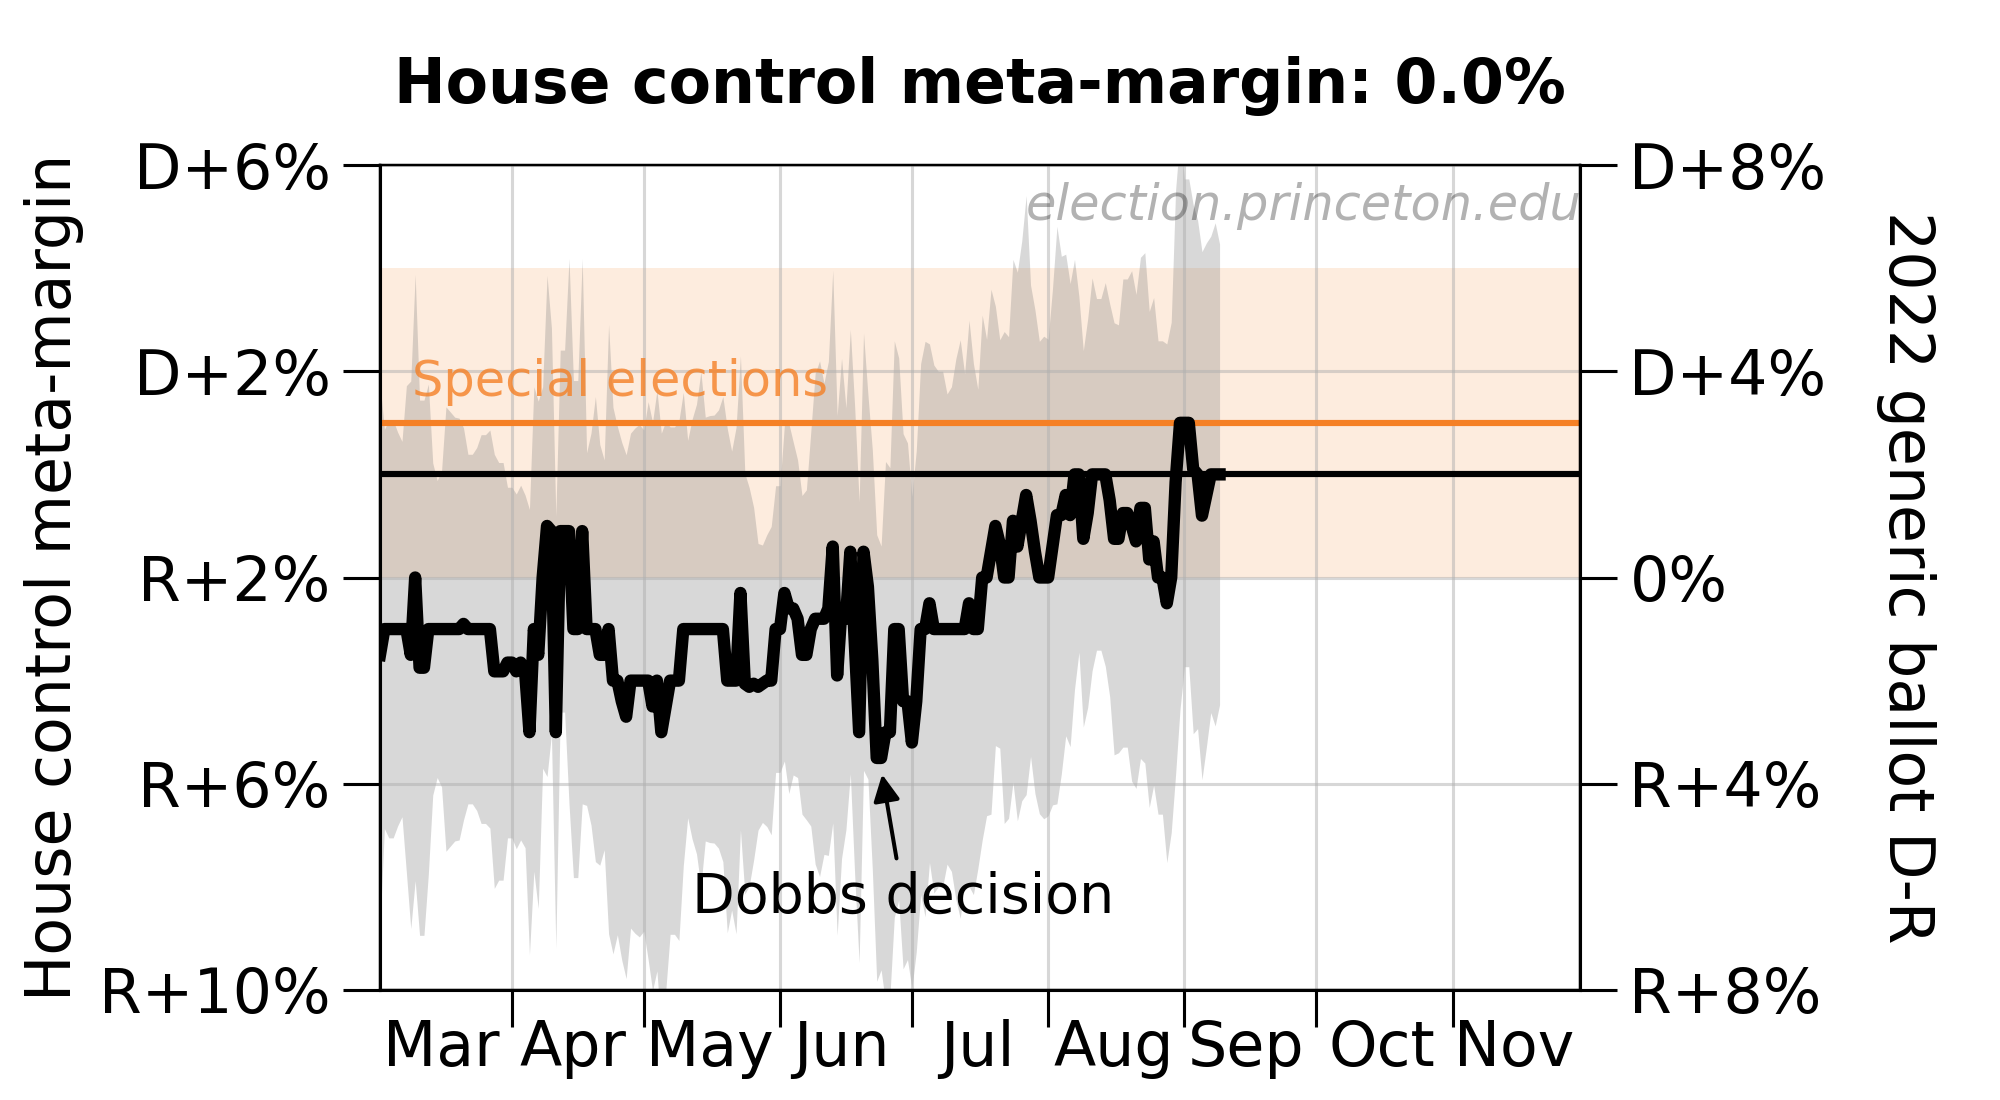 House control meta-margin: 0.0%
House control meta-margin
D+6%
D+2%
R+2%
R+6%
R+10%
election.princeton.edu
Special elections
Dobbs decision
D+8%
D+4%
0%
R+4%
R+8%
2022 generic ballot D-R
Mar Apr May Jun Jul Aug Sep Oct Nov